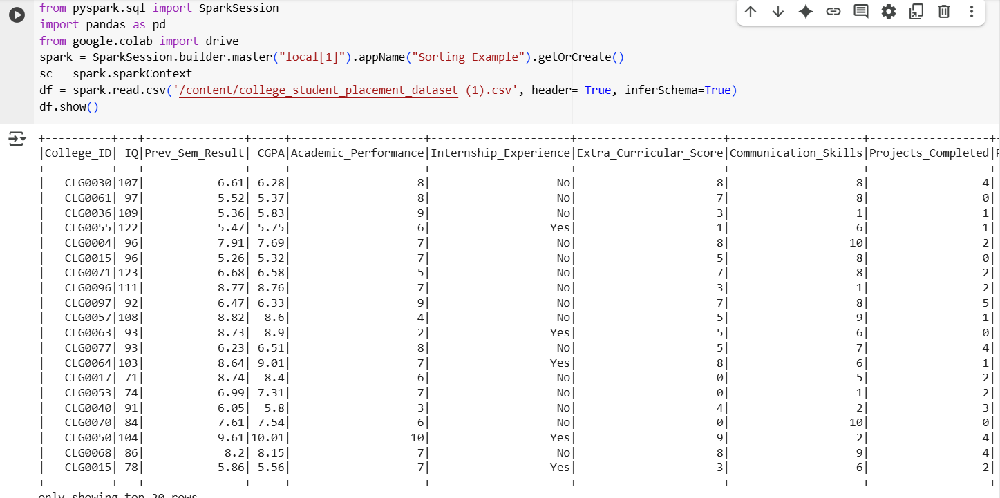 from pyspark.sql import SparkSession
import pandas as pd
from google.colab import drive
spark = SparkSession.builder.master("local[1]").appName("Sorting Example").getOrCreate()
sc = spark.sparkContext
df = spark.read.csv('/content/college_student_placement_dataset (1).csv', header= True, inferSchema=True)
df.show()
+----------+---+---------------+-----+--------------------+---------------------+---------------------+--------------------+------------------+-
|College_ID| IQ|Prev_Sem_Result| CGPA|Academic_Performance|Internship_Experience|Extra_Curricular_Score|Communication_Skills|Projects_Completed|
+----------+---+---------------+-----+--------------------+---------------------+---------------------+--------------------+------------------+-
| CLG0030|107| 6.61| 6.28| 8| No| 8| 8| 4|
| CLG0061| 97| 5.52| 5.37| 8| No| 7| 8| 0|
| CLG0036|109| 5.36| 5.83| 9| No| 3| 1| 1|
| CLG0055|122| 5.47| 5.75| 6| Yes| 1| 6| 1|
| CLG0004| 96| 7.91| 7.69| 7| No| 8| 10| 2|
| CLG0015| 96| 5.26| 5.32| 7| No| 5| 8| 0|
| CLG0071|123| 6.68| 6.58| 5| No| 7| 8| 2|
| CLG0096|111| 8.77| 8.76| 7| No| 3| 1| 2|
| CLG0097| 92| 6.47| 6.33| 9| No| 7| 8| 5|
| CLG0057|108| 8.82| 8.6| 4| No| 5| 9| 1|
| CLG0063| 93| 8.73| 8.9| 2| Yes| 5| 6| 0|
| CLG0077| 93| 6.23| 6.51| 8| No| 5| 7| 4|
| CLG0064|103| 8.64| 9.01| 7| Yes| 8| 6| 1|
| CLG0017| 71| 8.74| 8.4| 6| No| 0| 5| 2|
| CLG0053| 74| 6.99| 7.31| 7| No| 0| 1| 2|
| CLG0040| 91| 6.05| 5.8| 3| No| 4| 2| 3|
| CLG0070| 84| 7.61| 7.54| 6| No| 0| 10| 0|
| CLG0050|104| 9.61|10.01| 10| Yes| 9| 2| 4|
| CLG0068| 86| 8.2| 8.15| 7| No| 8| 9| 4|
| CLG0015| 78| 5.86| 5.56| 7| Yes| 3| 6| 2|
+----------+---+---------------+-----+--------------------+---------------------+---------------------+--------------------+------------------+-
only showing top 20 rows